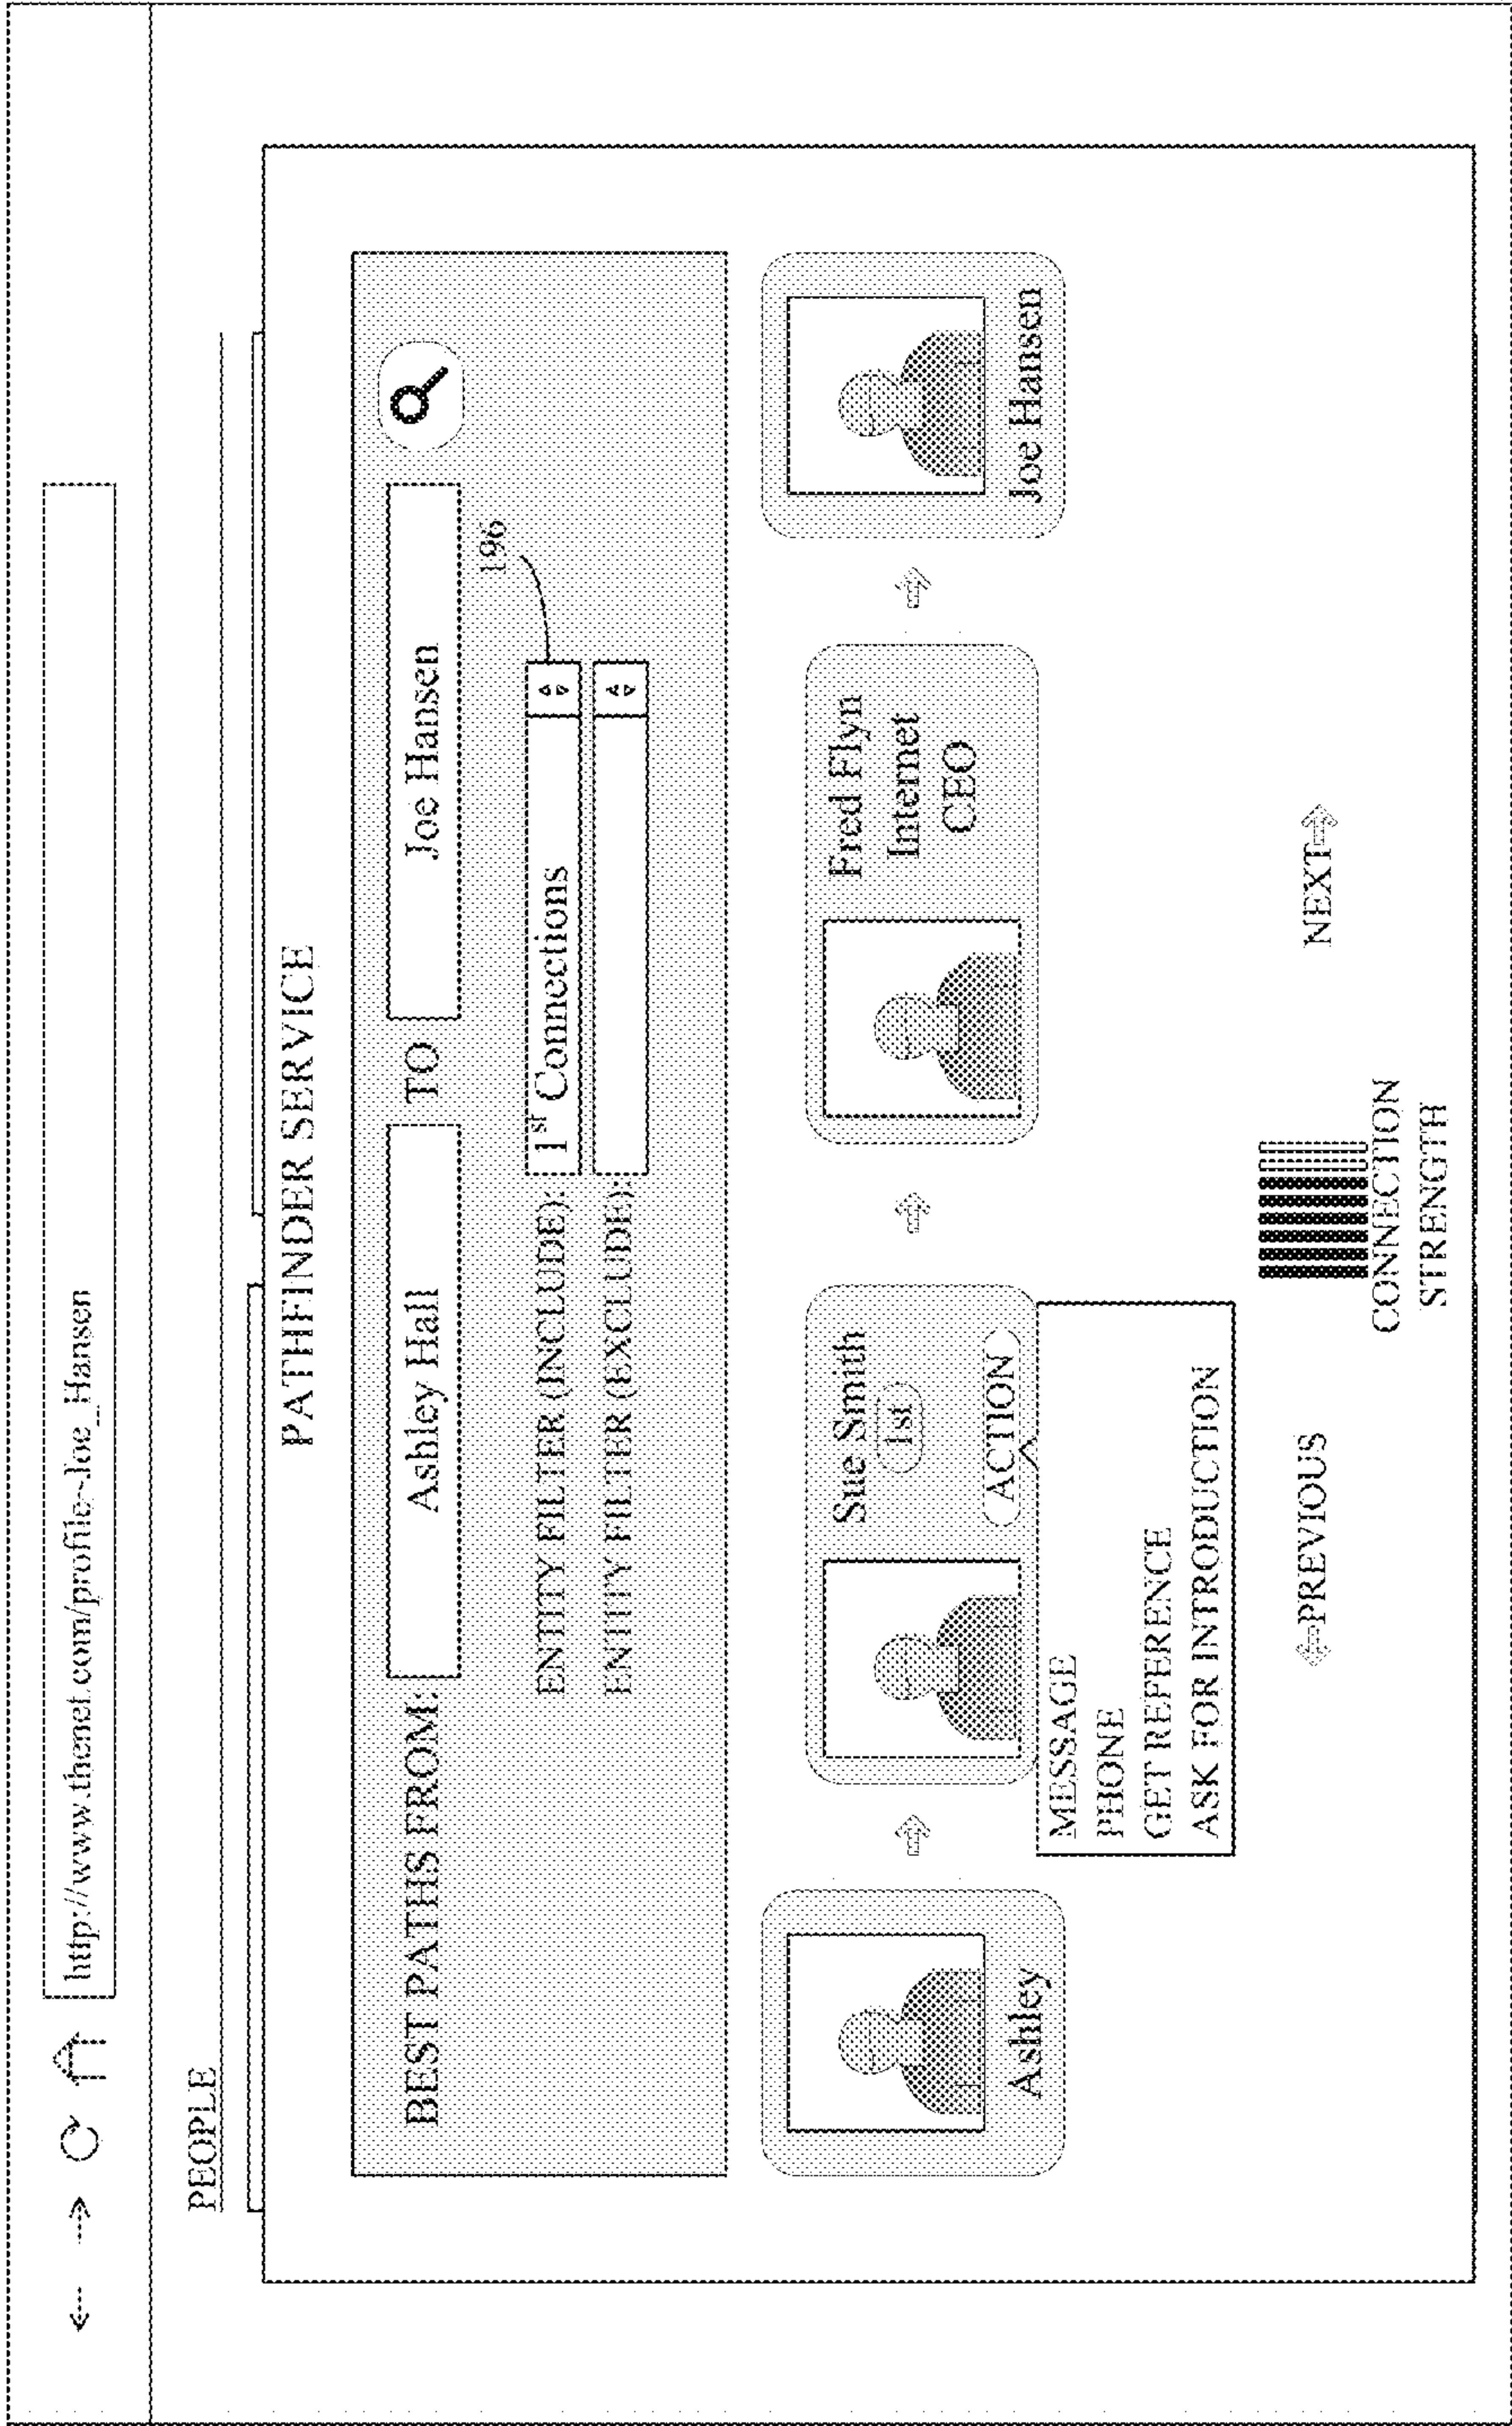 http://www.thenet.com/profile~Joe_Hansen
PEOPLE
PATHFINDER SERVICE
BEST PATHS FROM: Ashley Hall TO Joe Hansen
196
ENTITY FILTER (INCLUDE): 1st Connections
ENTITY FILTER (EXCLUDE):
Ashley
Sue Smith
1st
ACTION
MESSAGE
PHONE
GET REFERENCE
ASK FOR INTRODUCTION
Fred Flyn
Internet
CEO
Joe Hansen
PREVIOUS
NEXT
CONNECTION
STRENGTH